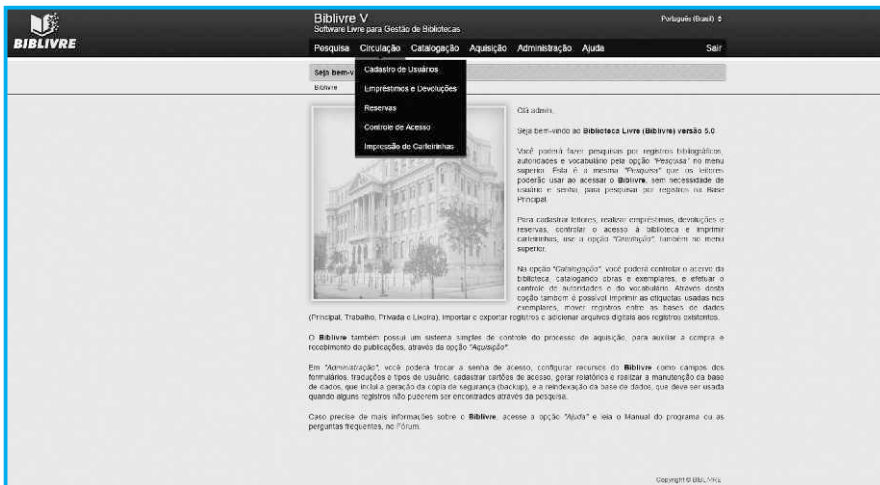 BIBLIVRE
Biblivre V
Software Livre para Gestão de Bibliotecas
Português (Brasil)
Pesquisa Circulação Catalogação Aquisição Administração Ajuda Sair
Cadastro de Usuários
Empréstimos e Devoluções
Reservas
Controle de Acesso
Impressão de Carteirinhas
Seja bem-v
Biblivre
Olá admin,
Seja bem-vindo ao Biblioteca Livre (Biblivre) versão 5.0.
Você poderá fazer pesquisas por registros bibliográficos,
autoridades e vocabulário pela opção "Pesquisa" no menu
superior. Esta é a mesma "Pesquisa" que os leitores
poderão usar ao acessar o Biblivre, sem necessidade de
usuário e senha, para pesquisar por registros na Base
Principal.
Para cadastrar leitores, realizar empréstimos, devoluções e
reservas, controlar o acesso à biblioteca e imprimir
carteirinhas, use a opção "Circulação", também no menu
superior.
Na opção "Catalogação", você poderá controlar o acervo da
biblioteca, catalogando obras e exemplares, e efetuar o
controle de autoridades e do vocabulário. Através desta
opção também é possível imprimir as etiquetas usadas nos
exemplares, mover registros entre as bases de dados
(Principal, Trabalho, Privada e Lixeira), importar e exportar registros e adicionar arquivos digitais aos registros existentes.
O Biblivre também possui um sistema simples de controle do processo de aquisição, para auxiliar a compra e
recebimento de publicações, através da opção "Aquisição".
Em "Administração", você poderá trocar a senha de acesso, configurar recursos do Biblivre como campos dos
formulários, traduções e tipos de usuário, cadastrar cartões de acesso, gerar relatórios e realizar a manutenção da base
de dados, que inclui a geração da cópia de segurança (backup), e a reindexação da base de dados, que deve ser usada
quando alguns registros não puderem ser encontrados através da pesquisa.
Caso precise de mais informações sobre o Biblivre, acesse a opção "Ajuda" e leia o Manual do programa ou as
perguntas frequentes, no Fórum.
Copyright © BIBLIVRE